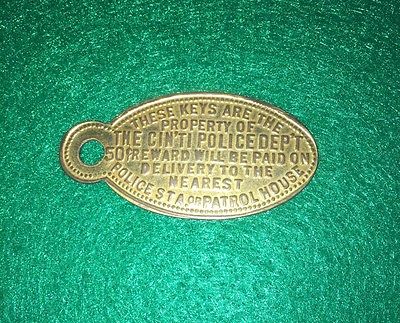 THESE KEYS ARE THE
PROPERTY OF
THE CIN'TI POLICE DEP'T
50¢ REWARD WILL BE PAID ON
DELIVERY TO THE
NEAREST
POLICE STA. OR PATROL HOUSE